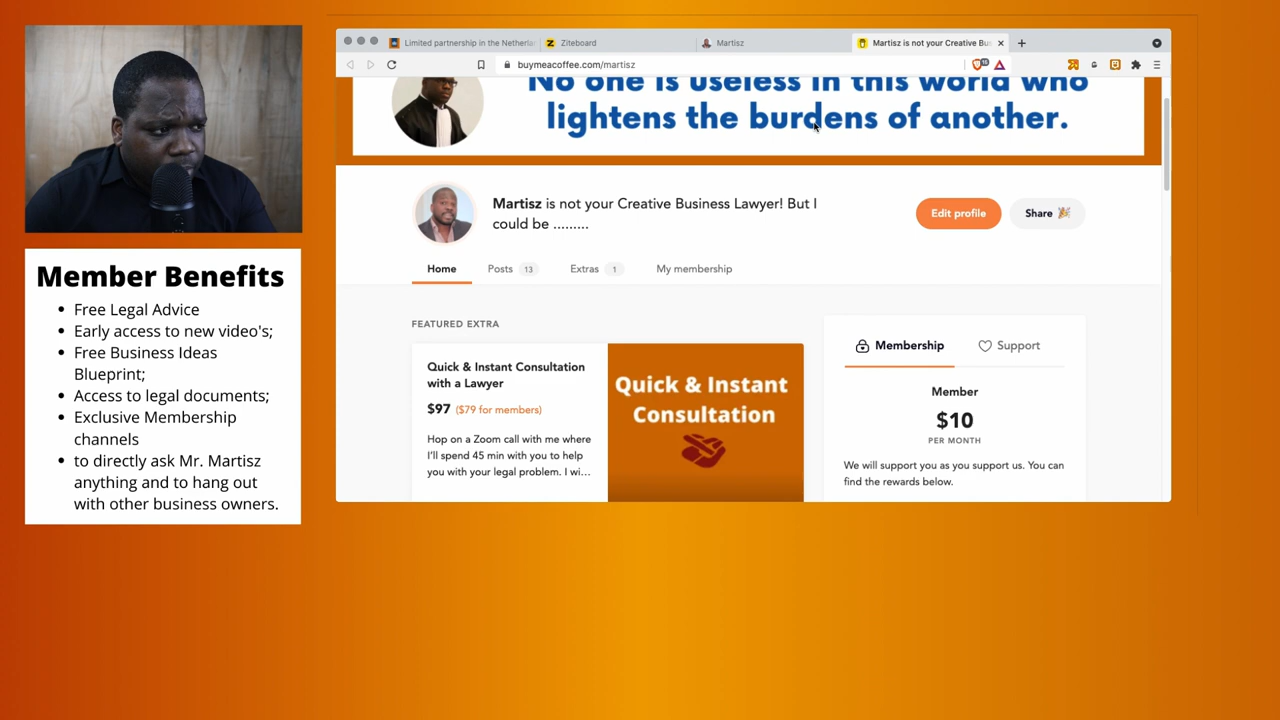 Member Benefits
Free Legal Advice
Early access to new video's;
Free Business Ideas
Blueprint;
Access to legal documents;
Exclusive Membership
channels
to directly ask Mr. Martisz
anything and to hang out
with other business owners.
Limited partnership in the Netherla
Ziteboard
Martisz
Martisz is not your Creative Bu
buymeacoffee.com/martisz
No one is useless in this world who
lightens the burdens of another.
Martisz is not your Creative Business Lawyer! But I
could be .........
Edit profile
Share
Home
Posts 13
Extras 1
My membership
FEATURED EXTRA
Quick & Instant Consultation
with a Lawyer
$97 ($79 for members)
Hop on a Zoom call with me where
I'll spend 45 min with you to help
you with your legal problem. I wi...
Quick & Instant
Consultation
Membership
Support
Member
$10
PER MONTH
We will support you as you support us. You can
find the rewards below.